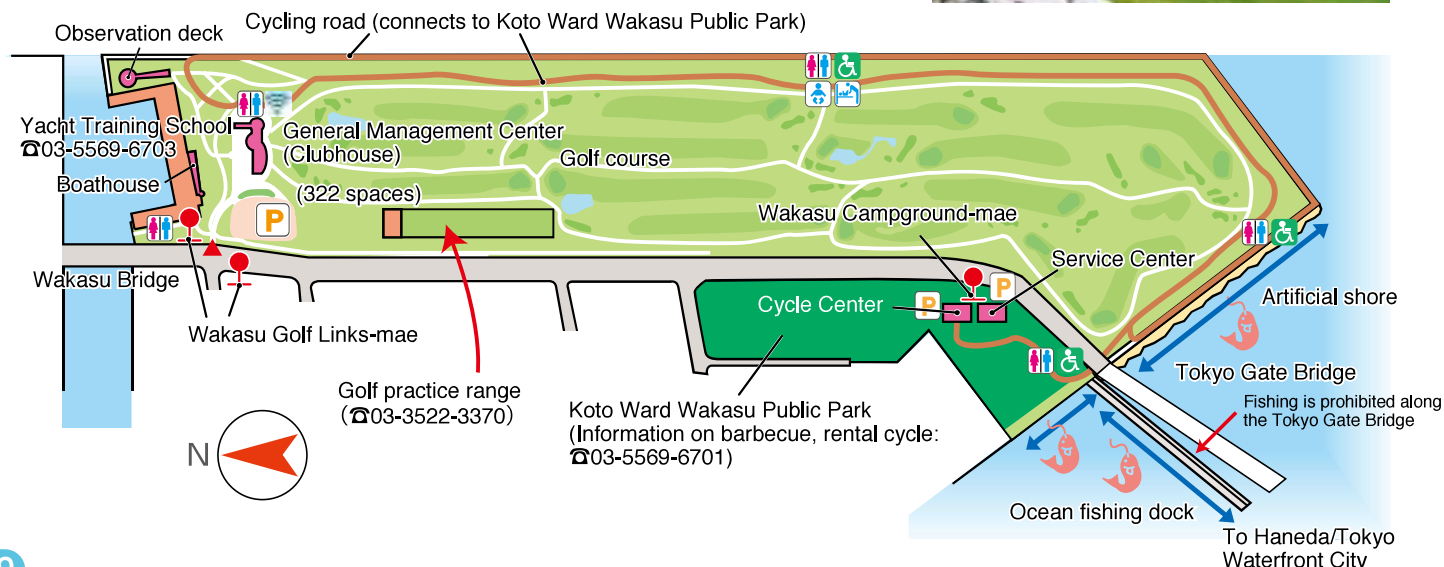 Cycling road (connects to Koto Ward Wakasu Public Park)
Observation deck
Yacht Training School
☎03-5569-6703
General Management Center
(Clubhouse)
Golf course
Boathouse
(322 spaces)
P
Wakasu Campground-mae
Service Center
Wakasu Bridge
P
P
Cycle Center
Artificial shore
Wakasu Golf Links-mae
Tokyo Gate Bridge
Golf practice range
(☎03-3522-3370)
Fishing is prohibited along
the Tokyo Gate Bridge
Koto Ward Wakasu Public Park
(Information on barbecue, rental cycle:
☎03-5569-6701)
N
Ocean fishing dock
To Haneda/Tokyo
Waterfront City